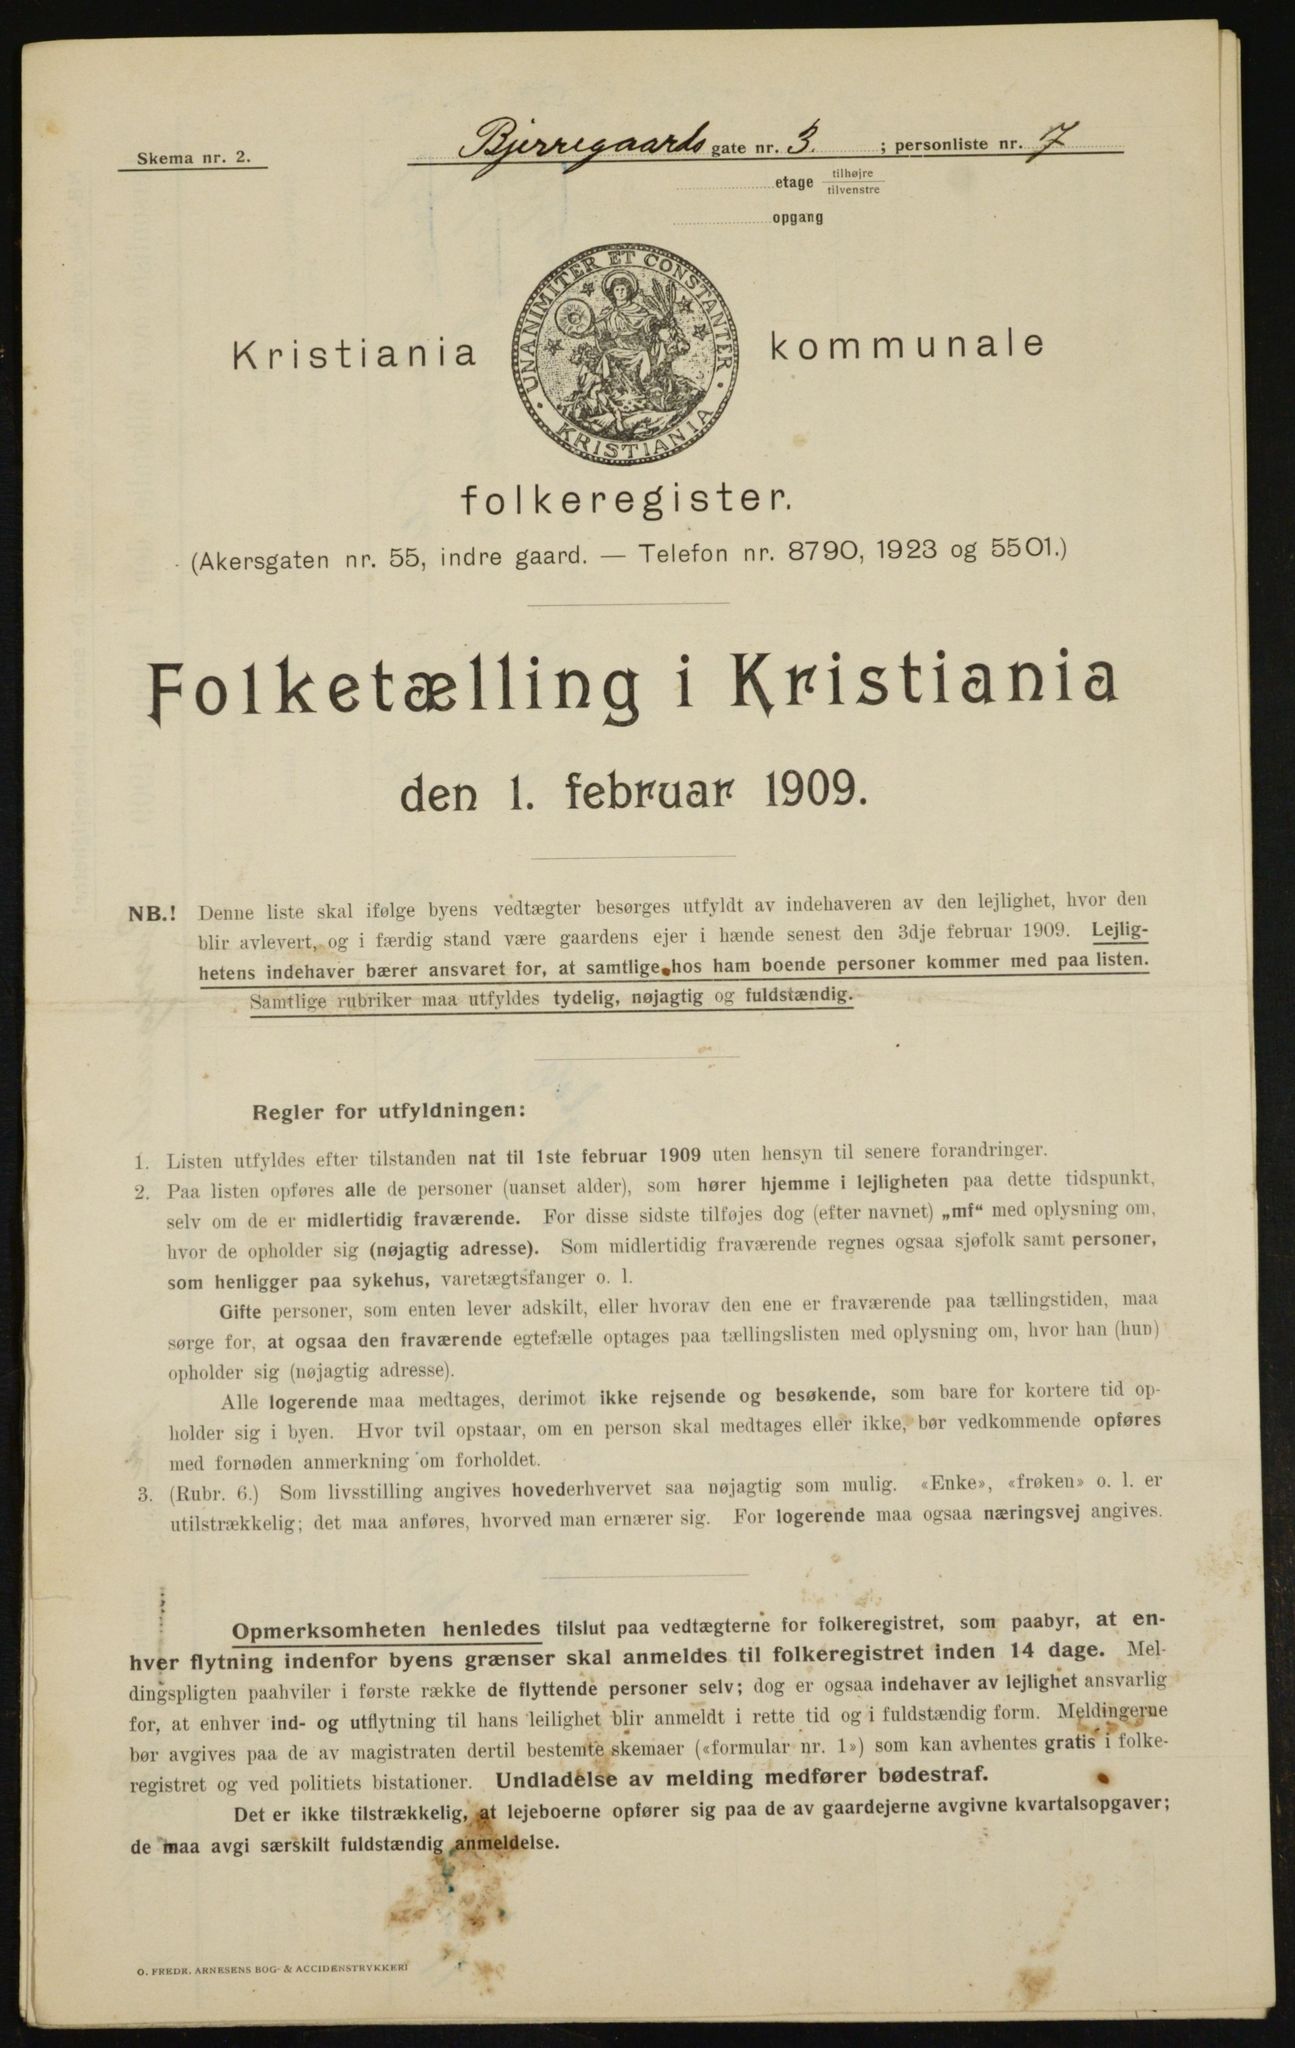 Skema nr. 2.
Bjerregaards gate nr. 3. ; personliste nr. 7
etage tilhøjre
tilvenstre
opgang
UNANIMITER ET CONSTANTER
KRISTIANIA
Kristiania kommunale
folkeregister.
(Akersgaten nr. 55, indre gaard. — Telefon nr. 8790, 1923 og 5501.)
Folketælling i Kristiania
den 1. februar 1909.
NB.! Denne liste skal ifølge byens vedtægter besørges utfyldt av indehaveren av den lejlighet, hvor den
blir avlevert, og i færdig stand være gaardens ejer i hænde senest den 3dje februar 1909. Lejlig-
hetens indehaver bærer ansvaret for, at samtlige hos ham boende personer kommer med paa listen.
Samtlige rubriker maa utfyldes tydelig, nøjagtig og fuldstændig.
Regler for utfyldningen:
1. Listen utfyldes efter tilstanden nat til 1ste februar 1909 uten hensyn til senere forandringer.
2. Paa listen opføres alle de personer (uanset alder), som hører hjemme i lejligheten paa dette tidspunkt,
selv om de er midlertidig fraværende. For disse sidste tilføjes dog (efter navnet) „mf“ med oplysning om,
hvor de opholder sig (nøjagtig adresse). Som midlertidig fraværende regnes ogsaa sjøfolk samt personer,
som henligger paa sykehus, varetægtsfanger o. l.
Gifte personer, som enten lever adskilt, eller hvorav den ene er fraværende paa tællingstiden, maa
sørge for, at ogsaa den fraværende egtefælle optages paa tællingslisten med oplysning om, hvor han (hun)
opholder sig (nøjagtig adresse).
Alle logerende maa medtages, derimot ikke rejsende og besøkende, som bare for kortere tid op-
holder sig i byen. Hvor tvil opstaar, om en person skal medtages eller ikke, bør vedkommende opføres
med fornøden anmerkning om forholdet.
3. (Rubr. 6.) Som livsstilling angives hovederhvervet saa nøjagtig som mulig. «Enke», «frøken» o. l. er
utilstrækkelig; det maa anføres, hvorved man ernærer sig. For logerende maa ogsaa næringsvej angives.
Opmerksomheten henledes tilslut paa vedtægterne for folkeregistret, som paabyr, at en-
hver flytning indenfor byens grænser skal anmeldes til folkeregistret inden 14 dage. Mel-
dingspligten paahviler i første række de flyttende personer selv; dog er ogsaa indehaver av lejlighet ansvarlig
for, at enhver ind- og utflytning til hans leilighet blir anmeldt i rette tid og i fuldstændig form. Meldingerne
bør avgives paa de av magistraten dertil bestemte skemaer («formular nr. 1») som kan avhentes gratis i folke-
registret og ved politiets bistationer. Undladelse av melding medfører bødestraf.
Det er ikke tilstrækkelig, at lejeboerne opfører sig paa de av gaardejerne avgivne kvartalsopgaver;
de maa avgi særskilt fuldstændig anmeldelse.
O. FREDR. ARNESENS BOG- & ACCIDENSTRYKKERI